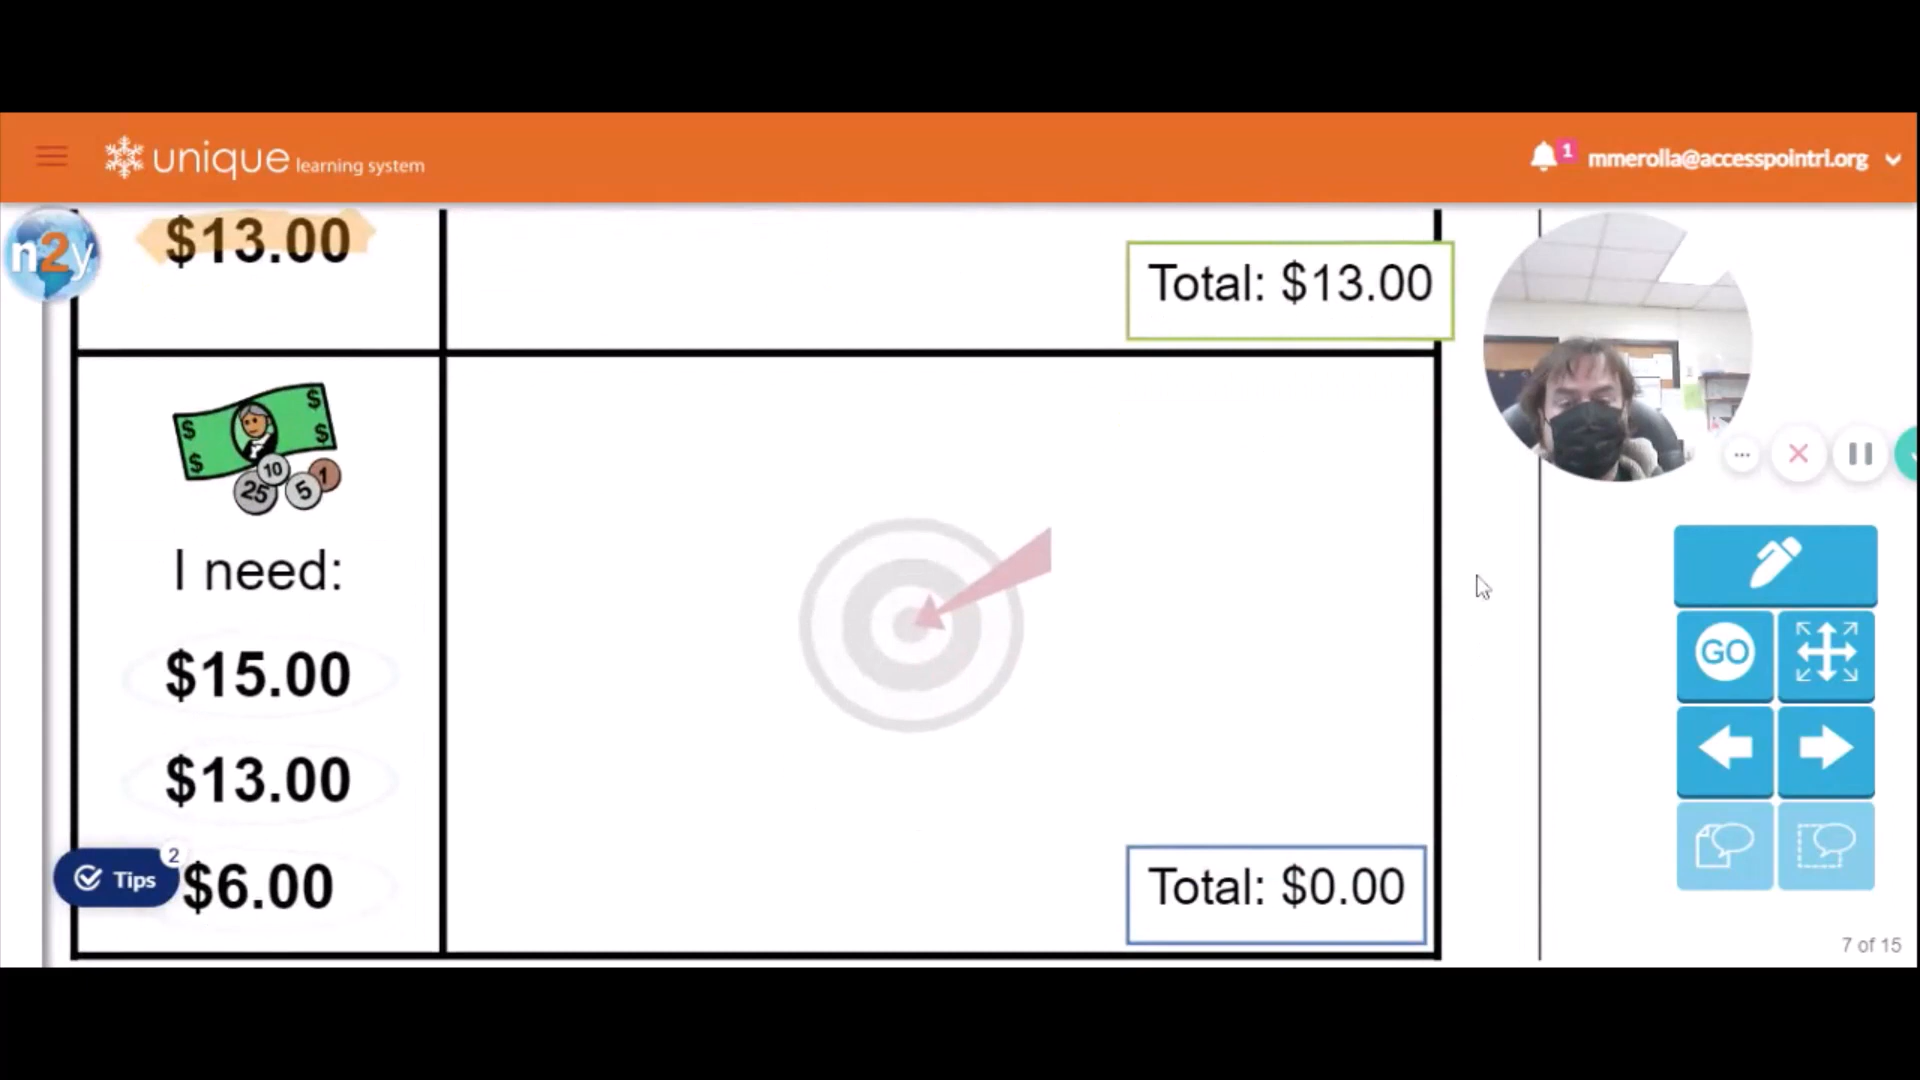 unique learning system
1
mmerolla@accesspointri.org
n2y
$13.00
Total: $13.00
$ $ $ $
10 25 5 1
I need:
$15.00
$13.00
$6.00
Tips 2
Total: $0.00
GO
7 of 15